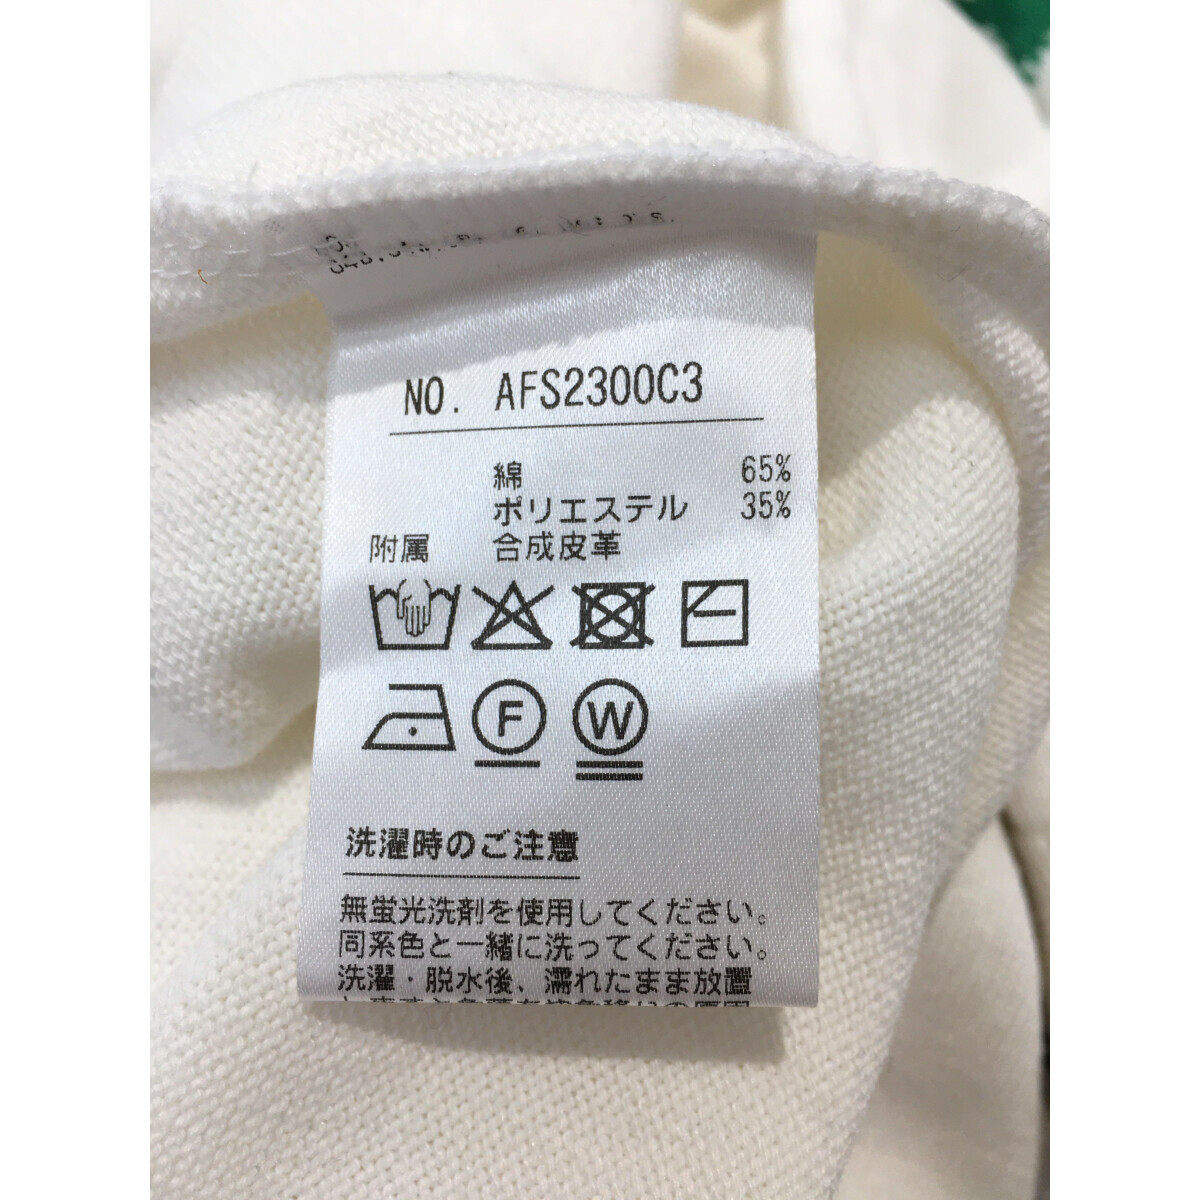 NO. AFS2300C3
綿 65%
ポリエステル 35%
附属 合成皮革
F W
洗濯時のご注意
無蛍光洗剤を使用してください。
同系色と一緒に洗ってください。
洗濯・脱水後、濡れたまま放置